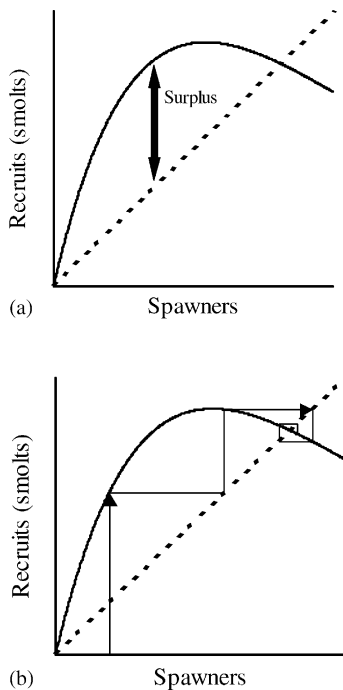 Recruits (smolts)
Surplus
(a)
Spawners
Recruits (smolts)
(b)
Spawners